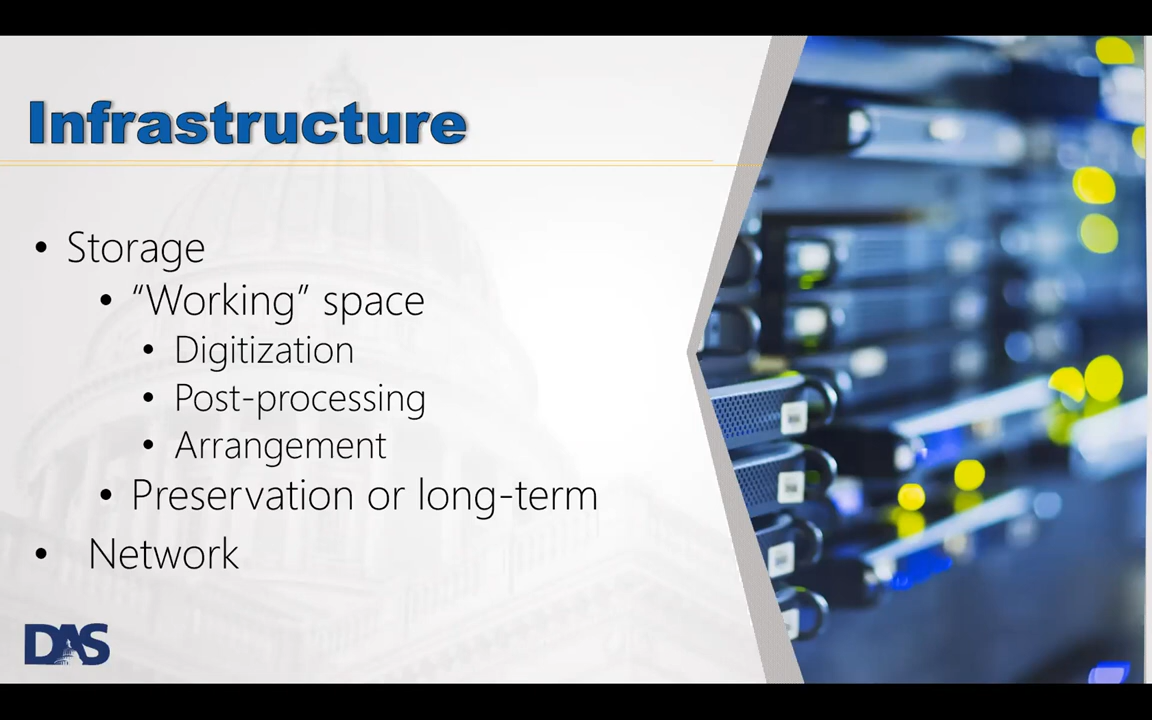 Infrastructure
• Storage
• “Working” space
• Digitization
• Post-processing
• Arrangement
• Preservation or long-term
• Network
DAS